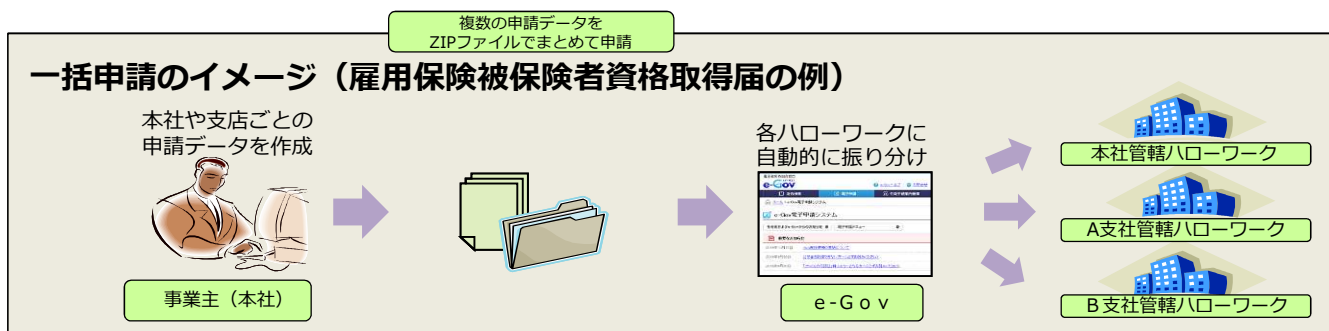 複数の申請データを
ZIPファイルでまとめて申請
一括申請のイメージ（雇用保険被保険者資格取得届の例）
本社や支店ごとの
申請データを作成
各ハローワークに
自動的に振り分け
e-Gov
e-Gov電子申請システム
本社管轄ハローワーク
A支社管轄ハローワーク
B支社管轄ハローワーク
事業主（本社）
e-Gov